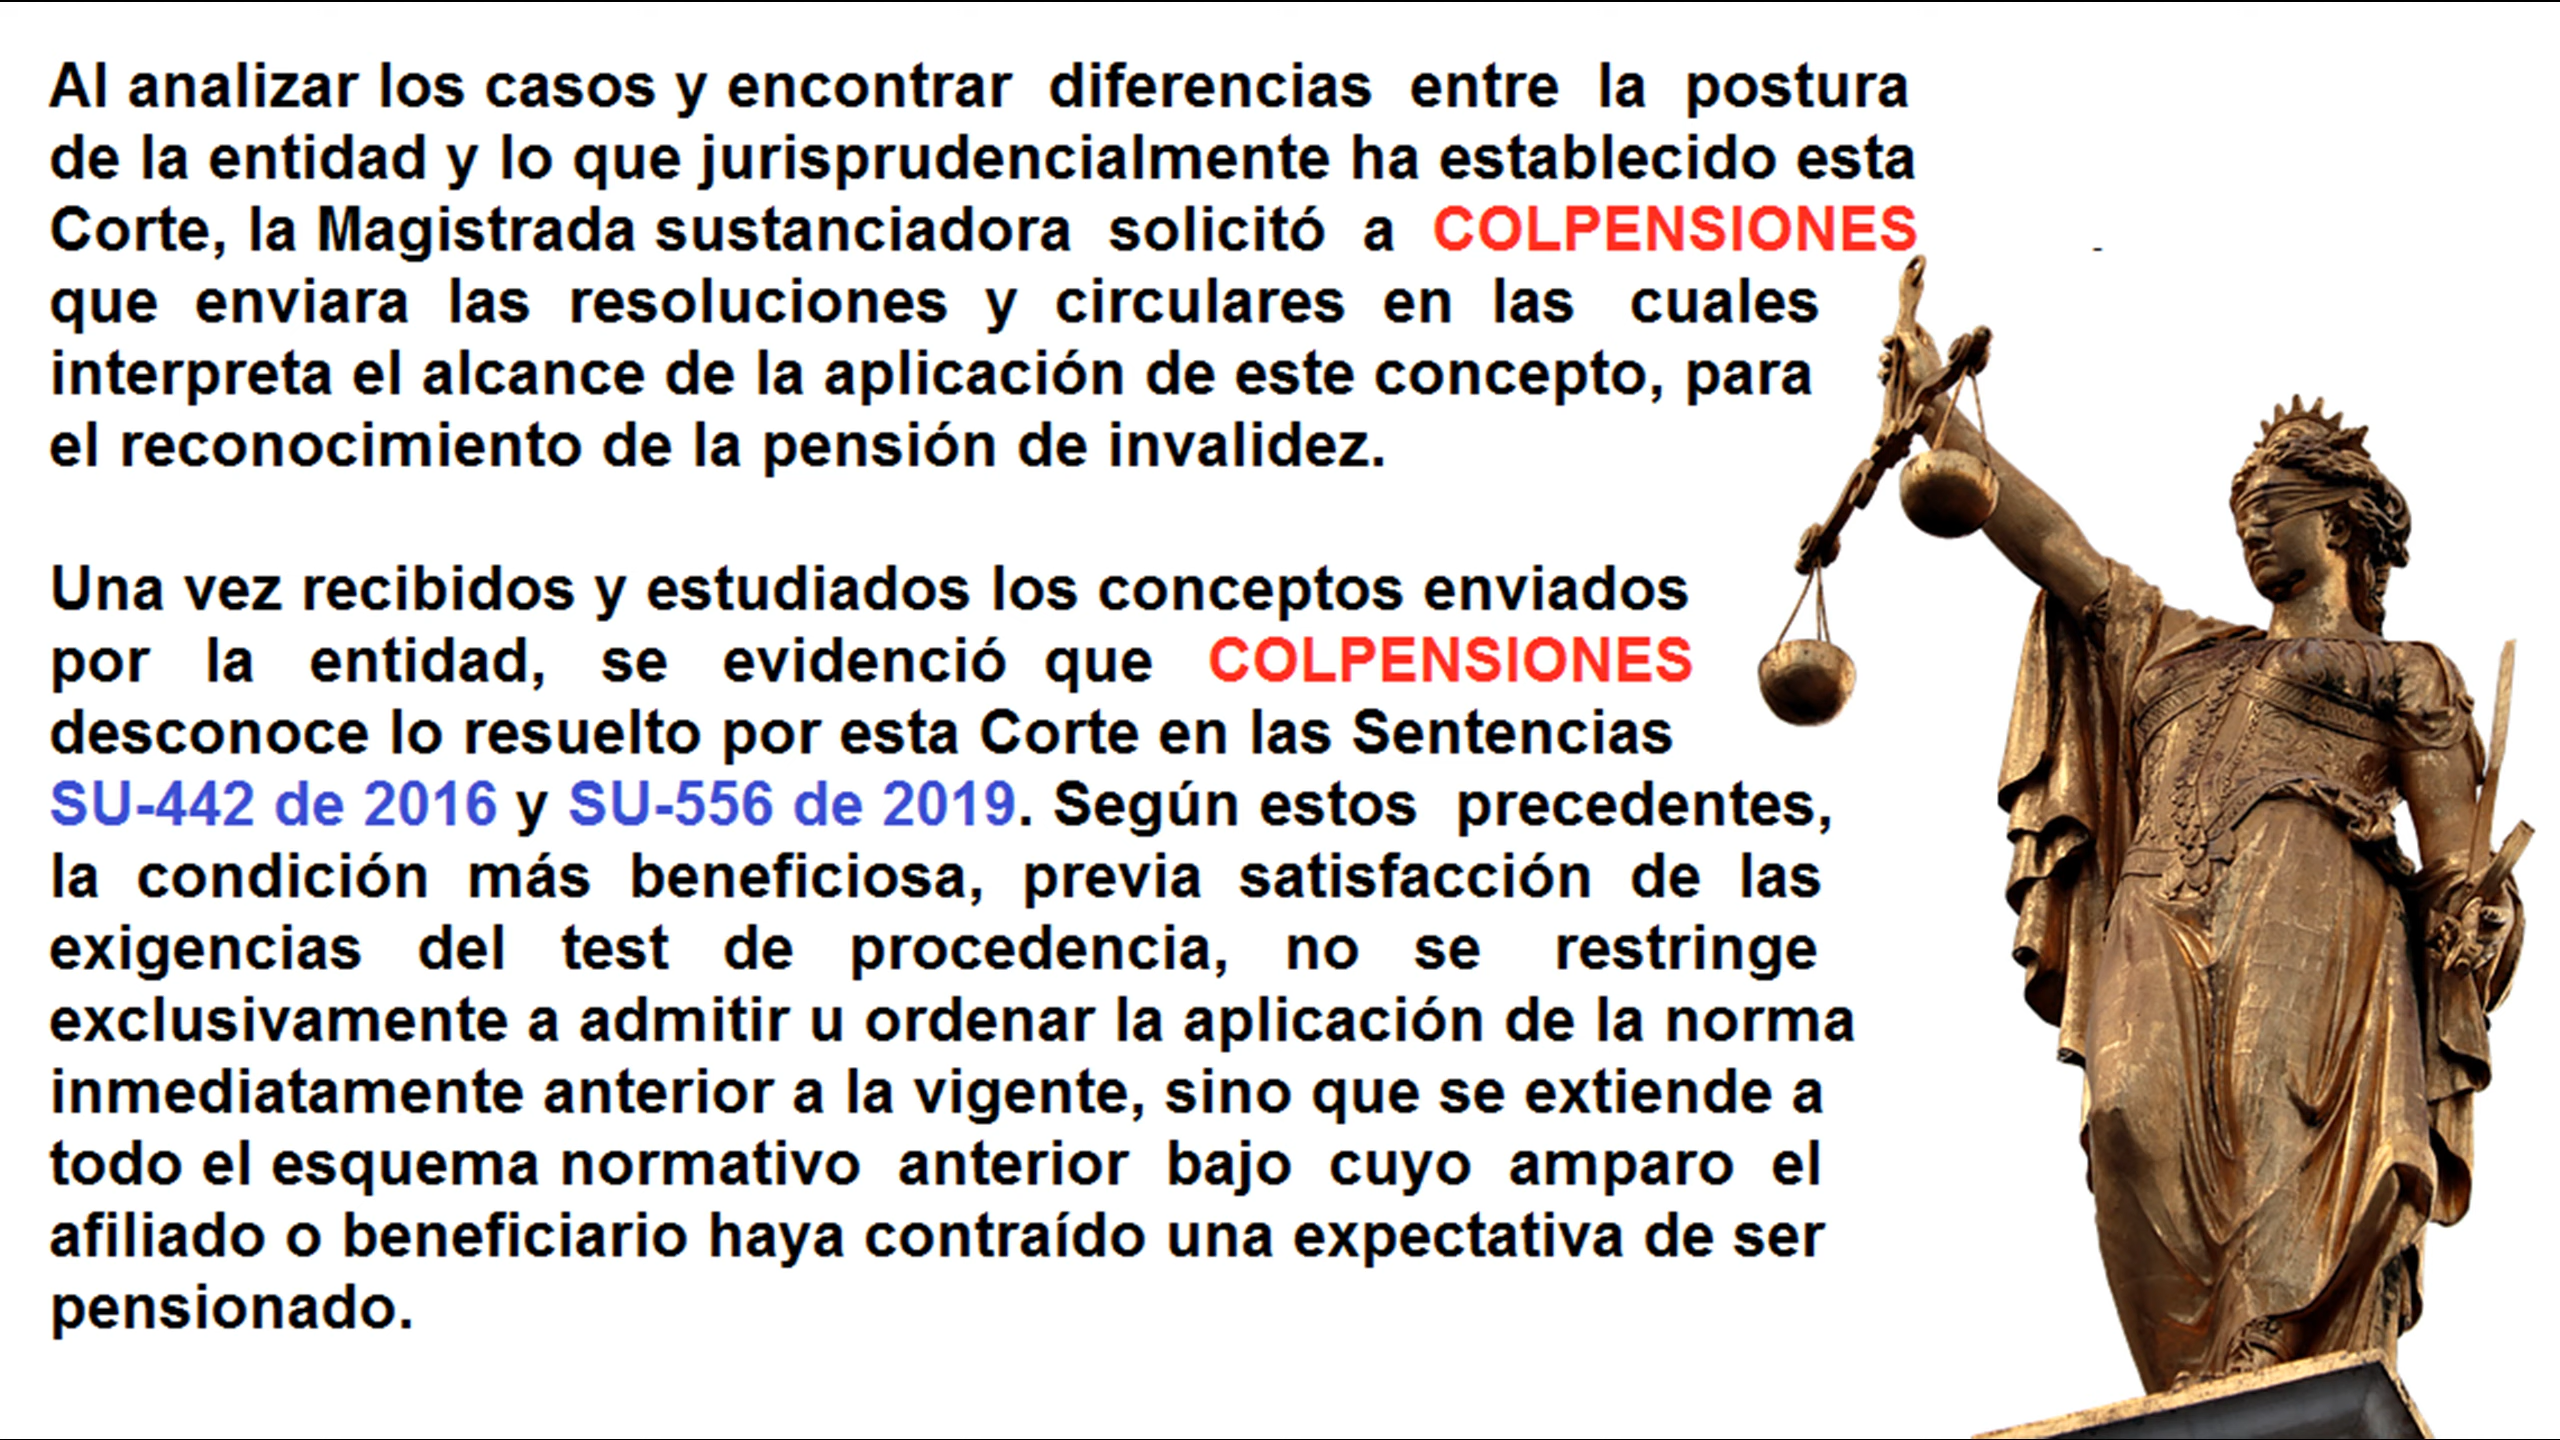 Al analizar los casos y encontrar diferencias entre la postura
de la entidad y lo que jurisprudencialmente ha establecido esta
Corte, la Magistrada sustanciadora solicitó a COLPENSIONES
que enviara las resoluciones y circulares en las cuales
interpreta el alcance de la aplicación de este concepto, para
el reconocimiento de la pensión de invalidez.
Una vez recibidos y estudiados los conceptos enviados
por la entidad, se evidenció que COLPENSIONES
desconoce lo resuelto por esta Corte en las Sentencias
SU-442 de 2016 y SU-556 de 2019. Según estos precedentes,
la condición más beneficiosa, previa satisfacción de las
exigencias del test de procedencia, no se restringe
exclusivamente a admitir u ordenar la aplicación de la norma
inmediatamente anterior a la vigente, sino que se extiende a
todo el esquema normativo anterior bajo cuyo amparo el
afiliado o beneficiario haya contraído una expectativa de ser
pensionado.